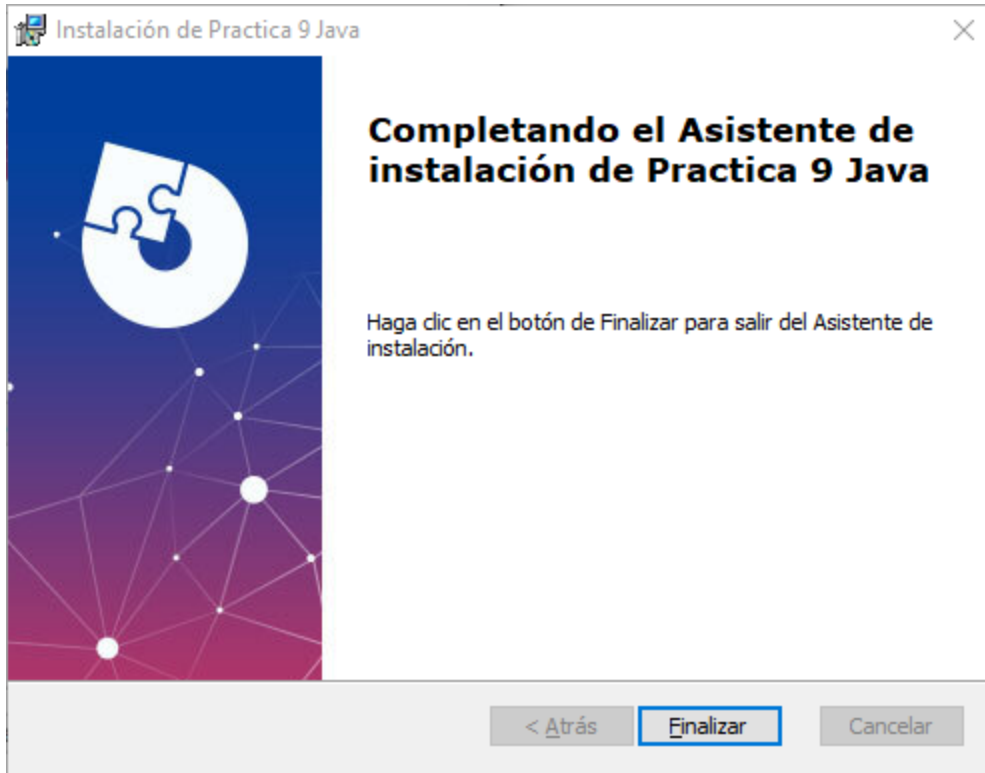 Instalación de Practica 9 Java
Completando el Asistente de
instalación de Practica 9 Java
Haga clic en el botón de Finalizar para salir del Asistente de
instalación.
< Atrás
Finalizar
Cancelar